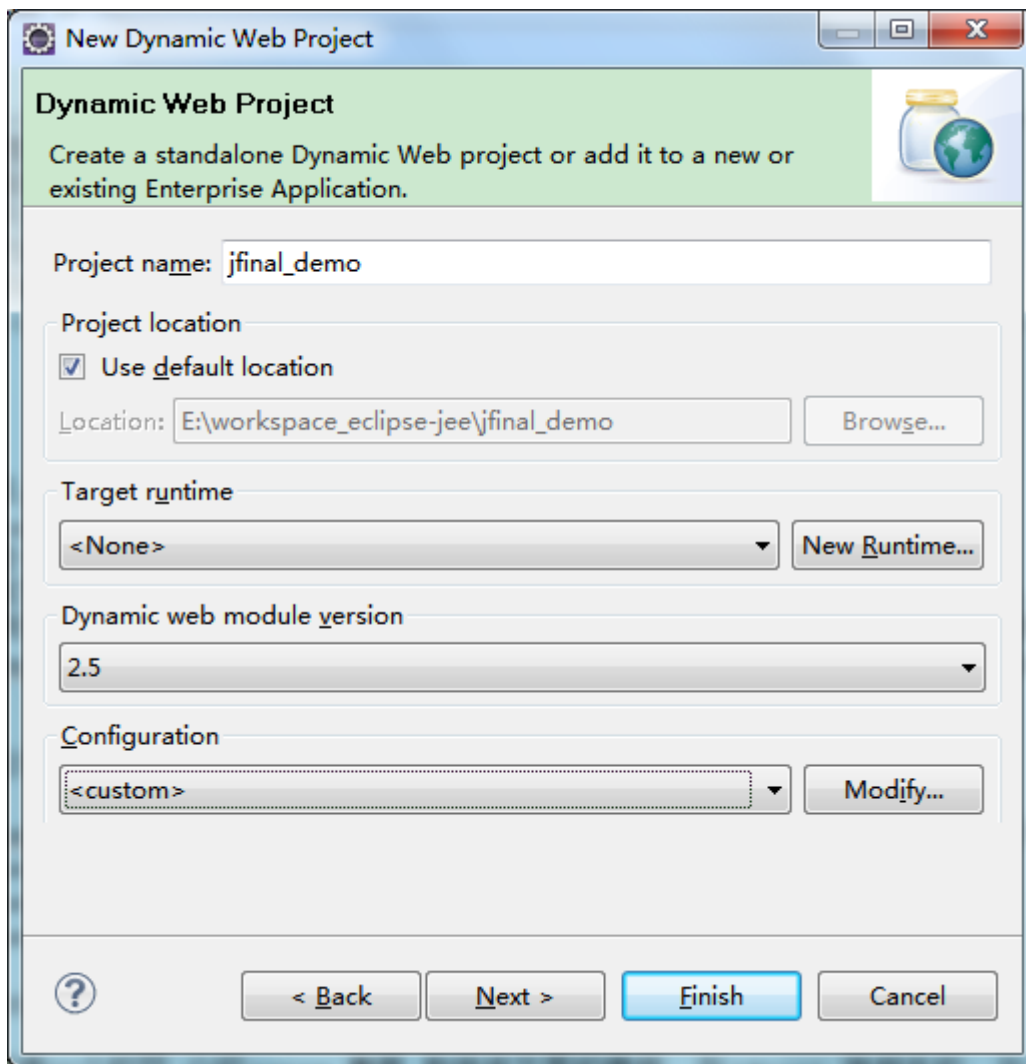 New Dynamic Web Project
Dynamic Web Project
Create a standalone Dynamic Web project or add it to a new or
existing Enterprise Application.
Project name: jfinal_demo
Project location
Use default location
Location: E:\workspace_eclipse-jee\jfinal_demo Browse...
Target runtime
<None> New Runtime...
Dynamic web module version
2.5
Configuration
<custom> Modify...
? < Back Next > Finish Cancel